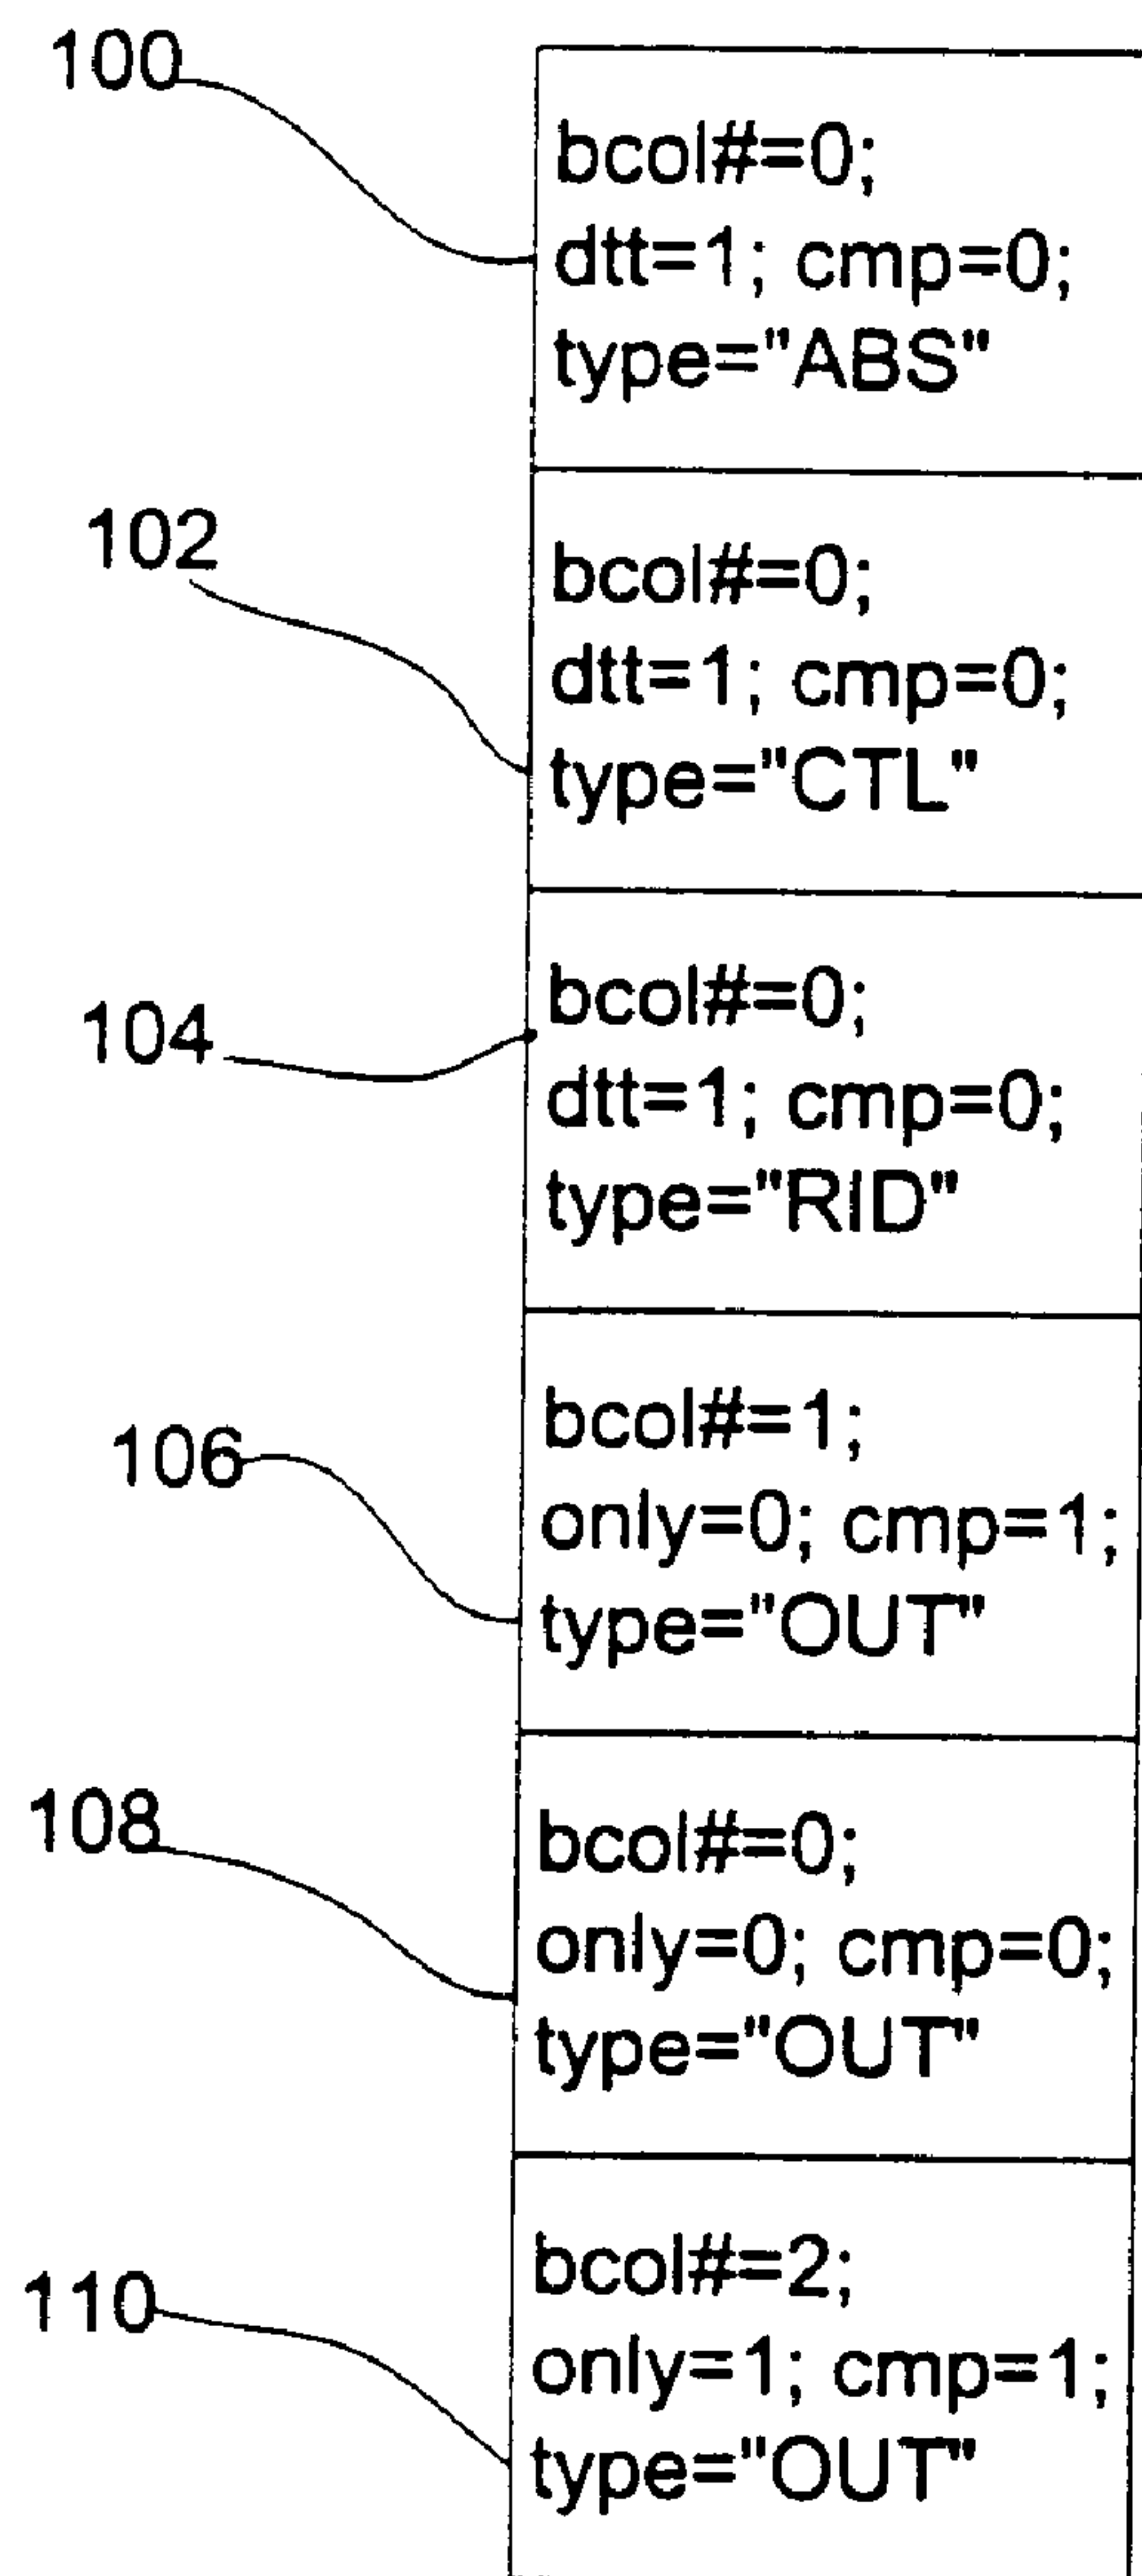 100
bcol#=0;
dtt=1; cmp=0;
type="ABS"
102
bcol#=0;
dtt=1; cmp=0;
type="CTL"
104
bcol#=0;
dtt=1; cmp=0;
type="RID"
106
bcol#=1;
only=0; cmp=1;
type="OUT"
108
bcol#=0;
only=0; cmp=0;
type="OUT"
110
bcol#=2;
only=1; cmp=1;
type="OUT"